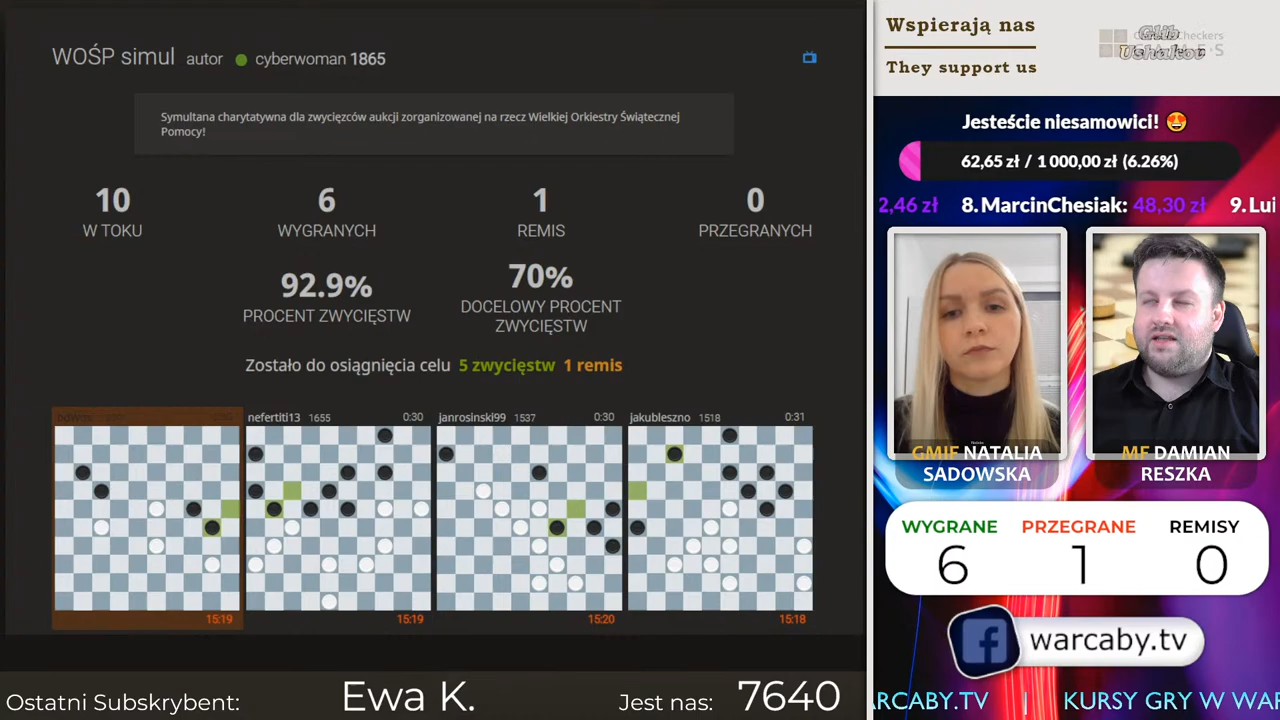 WOŚP simul autor cyberwoman 1865
Symultana charytatywna dla zwycięzców aukcji zorganizowanej na rzecz Wielkiej Orkiestry Świątecznej
Pomocy!
10
W TOKU
6
WYGRANYCH
1
REMIS
0
PRZEGRANYCH
92.9%
PROCENT ZWYCIĘSTW
70%
DOCELOWY PROCENT
ZWYCIĘSTW
Zostało do osiągnięcia celu 5 zwycięstw 1 remis
nefertiti13 1655 0:30
janrosinski99 1537 0:30
jakubleszno 1518 0:31
15:19
15:19
15:20
15:18
Ostatni Subskrybent: Ewa K. Jest nas: 7640
Wspierają nas
They support us
Glib
Ushakov
Jesteście niesamowici! 😍
62,65 zł / 1 000,00 zł (6.26%)
2,46 zł 8. MarcinChesiak: 48,30 zł 9. Lui
GMIF NATALIA
SADOWSKA
MF DAMIAN
RESZKA
WYGRANE PRZEGRANE REMISY
6 1 0
warcaby.tv
ARCABY.TV | KURSY GRY W WAR